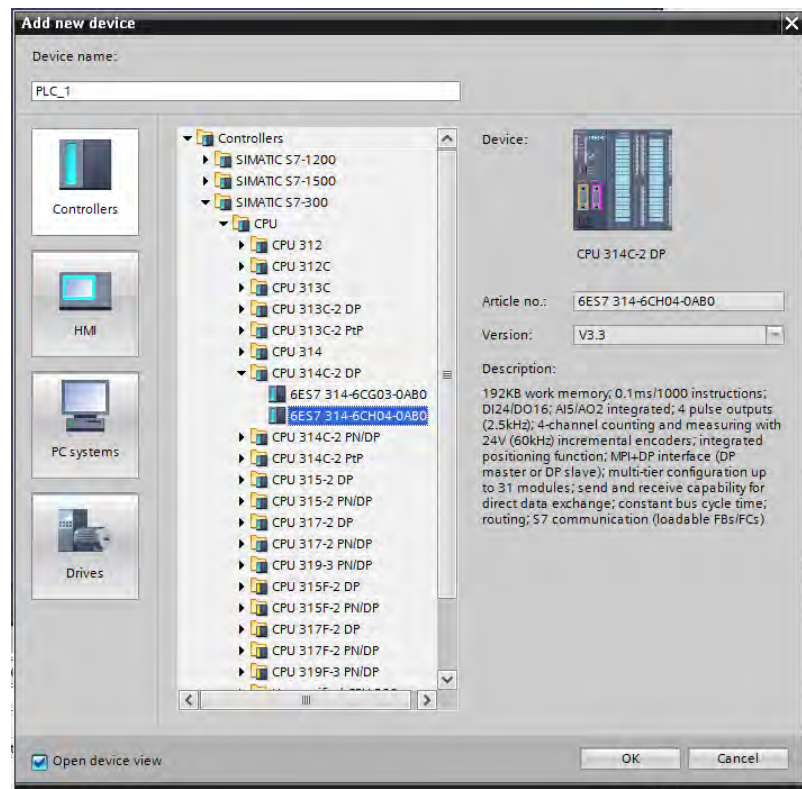 Add new device
Device name:
PLC_1
Controllers
HMI
PC systems
Drives
Controllers
SIMATIC S7-1200
SIMATIC S7-1500
SIMATIC S7-300
CPU
CPU 312
CPU 312C
CPU 313C
CPU 313C-2 DP
CPU 313C-2 PtP
CPU 314
CPU 314C-2 DP
6ES7 314-6CG03-0AB0
6ES7 314-6CH04-0AB0
CPU 314C-2 PN/DP
CPU 314C-2 PtP
CPU 315-2 DP
CPU 315-2 PN/DP
CPU 317-2 DP
CPU 317-2 PN/DP
CPU 319-3 PN/DP
CPU 315F-2 DP
CPU 315F-2 PN/DP
CPU 317F-2 DP
CPU 317F-2 PN/DP
CPU 319F-3 PN/DP
Device:
CPU 314C-2 DP
Article no.: 6ES7 314-6CH04-0AB0
Version: V3.3
Description:
192KB work memory; 0.1ms/1000 instructions;
DI24/DO16; AI5/AO2 integrated; 4 pulse outputs
(2.5kHz); 4-channel counting and measuring with
24V (60kHz) incremental encoders; integrated
positioning function; MPI+DP interface (DP
master or DP slave); multi-tier configuration up
to 31 modules; send and receive capability for
direct data exchange; constant bus cycle time;
routing; S7 communication (loadable FBs/FCs)
Open device view
OK Cancel